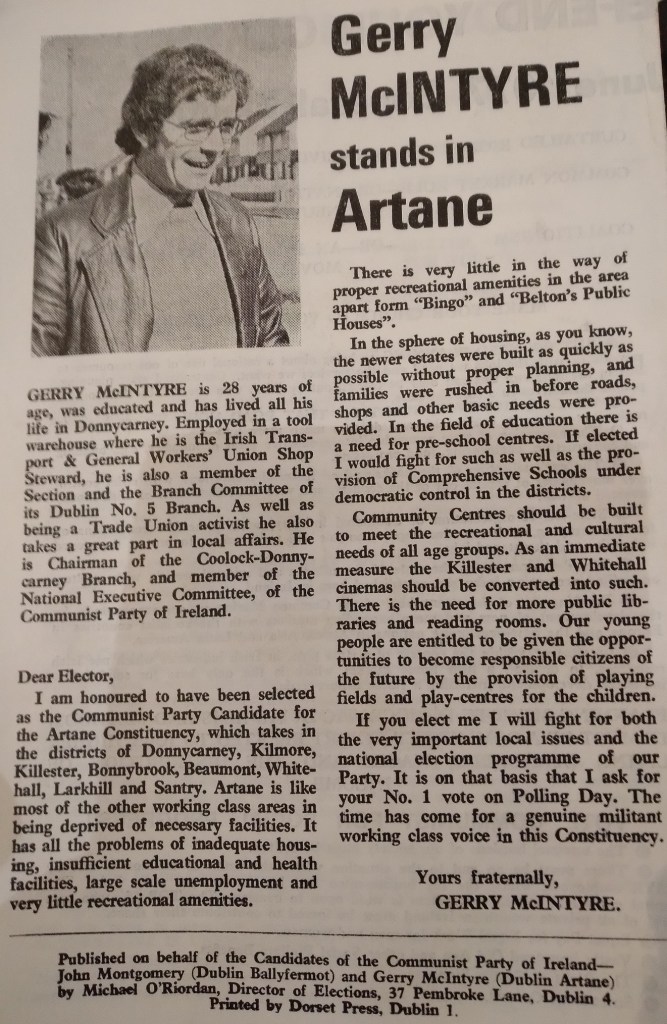 Gerry
McINTYRE
stands in
Artane
GERRY McINTYRE is 28 years of
age, was educated and has lived all his
life in Donnycarney. Employed in a tool
warehouse where he is the Irish Trans-
port & General Workers' Union Shop
Steward, he is also a member of the
Section and the Branch Committee of
its Dublin No. 5 Branch. As well as
being a Trade Union activist he also
takes a great part in local affairs. He
is Chairman of the Coolock-Donny-
carney Branch, and member of the
National Executive Committee, of the
Communist Party of Ireland.
Dear Elector,
I am honoured to have been selected
as the Communist Party Candidate for
the Artane Constituency, which takes in
the districts of Donnycarney, Kilmore,
Killester, Bonnybrook, Beaumont, White-
hall, Larkhill and Santry. Artane is like
most of the other working class areas in
being deprived of necessary facilities. It
has all the problems of inadequate hous-
ing, insufficient educational and health
facilities, large scale unemployment and
very little recreational amenities.
There is very little in the way of
proper recreational amenities in the area
apart form "Bingo" and "Belton's Public
Houses".
In the sphere of housing, as you know,
the newer estates were built as quickly as
possible without proper planning, and
families were rushed in before roads,
shops and other basic needs were pro-
vided. In the field of education there is
a need for pre-school centres. If elected
I would fight for such as well as the pro-
vision of Comprehensive Schools under
democratic control in the districts.
Community Centres should be built
to meet the recreational and cultural
needs of all age groups. As an immediate
measure the Killester and Whitehall
cinemas should be converted into such.
There is the need for more public lib-
raries and reading rooms. Our young
people are entitled to be given the oppor-
tunities to become responsible citizens of
the future by the provision of playing
fields and play-centres for the children.
If you elect me I will fight for both
the very important local issues and the
national election programme of our
Party. It is on that basis that I ask for
your No. 1 vote on Polling Day. The
time has come for a genuine militant
working class voice in this Constituency.
Yours fraternally,
GERRY McINTYRE.
Published on behalf of the Candidates of the Communist Party of Ireland—
John Montgomery (Dublin Ballyfermot) and Gerry McIntyre (Dublin Artane)
by Michael O'Riordan, Director of Elections, 37 Pembroke Lane, Dublin 4.
Printed by Dorset Press, Dublin 1.